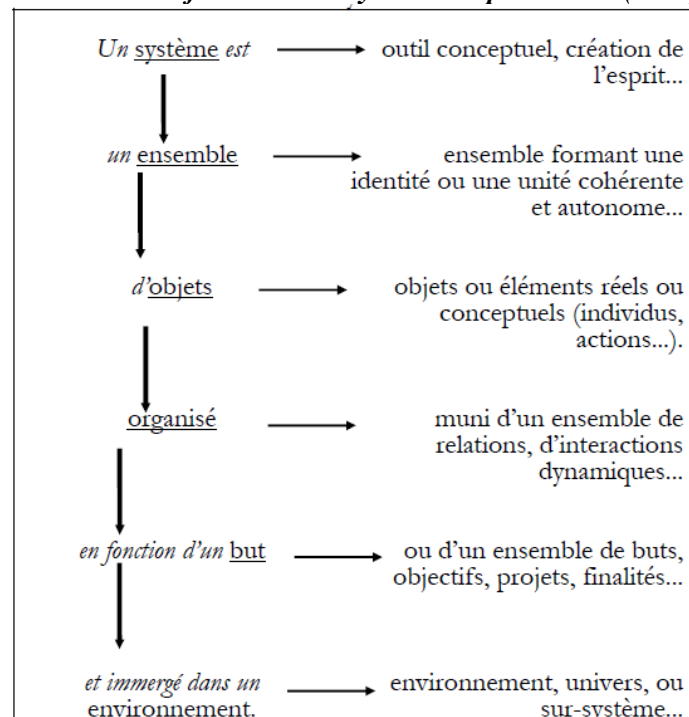 Un système est outil conceptuel, création de
l'esprit...
un ensemble ensemble formant une
identité ou une unité cohérente
et autonome...
d'objets objets ou éléments réels ou
conceptuels (individus,
actions...).
organisé muni d'un ensemble de
relations, d'interactions
dynamiques...
en fonction d'un but ou d'un ensemble de buts,
objectifs, projets, finalités...
et immergé dans un environnement, univers, ou
environnement. sur-système...